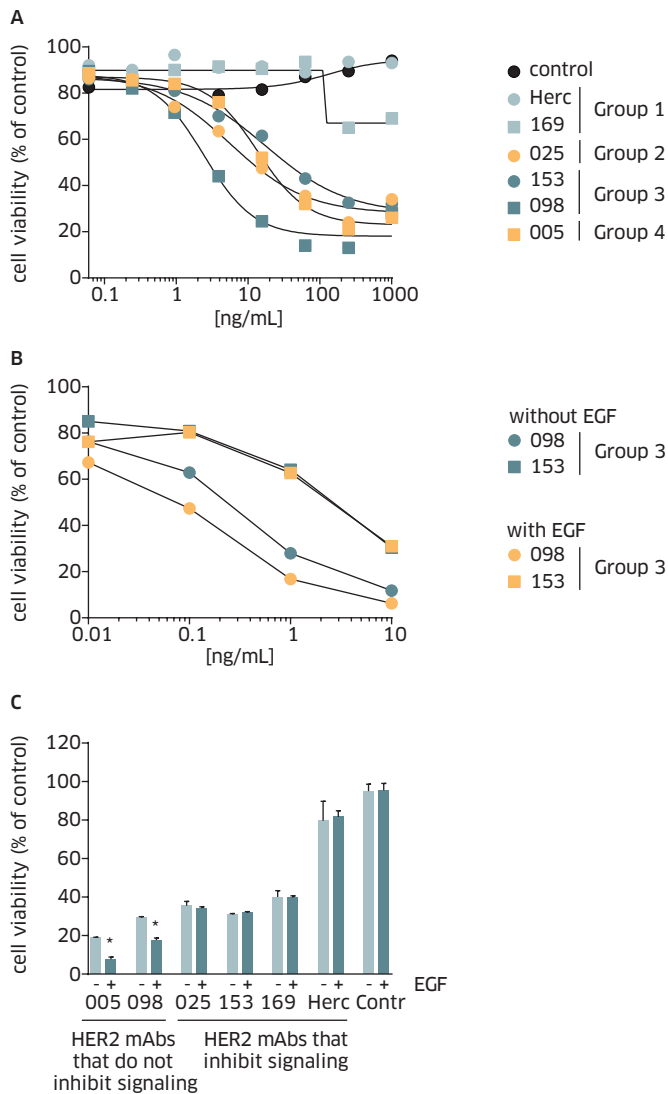 A
cell viability (% of control)
100
80
60
40
20
0
0.1 1 10 100 1000
[ng/mL]
control
Herc
169
Group 1
025 Group 2
153
098
Group 3
005 Group 4
B
cell viability (% of control)
100
80
60
40
20
0
0.01 0.1 1 10
[ng/mL]
without EGF
098
153
Group 3
with EGF
098
153
Group 3
C
cell viability (% of control)
120
100
80
60
40
20
0
* *
- + - + - + - + - + - + - + EGF
005 098 025 153 169 Herc Contr
HER2 mAbs
that do not
inhibit signaling
HER2 mAbs that
inhibit signaling